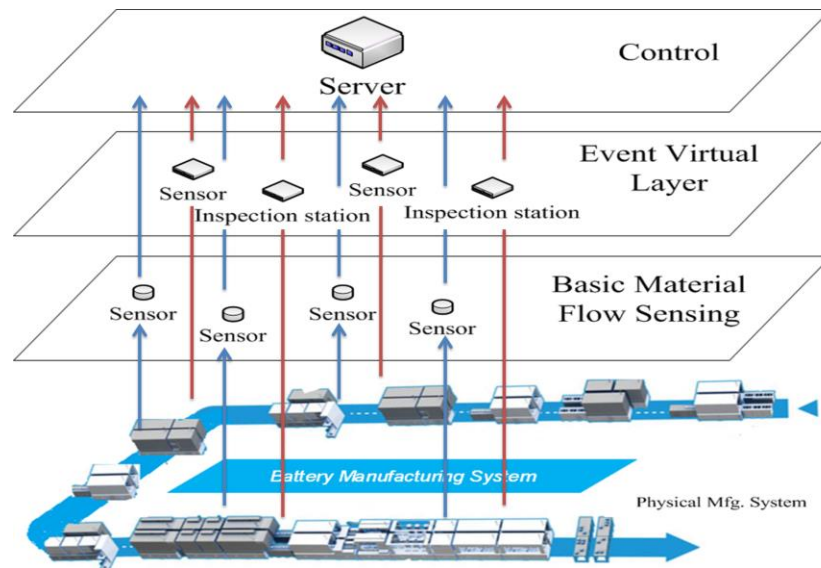 Control
Server
Event Virtual
Layer
Sensor
Sensor
Inspection station
Inspection station
Basic Material
Flow Sensing
Sensor
Sensor
Sensor
Sensor
Battery Manufacturing System
Physical Mfg. System